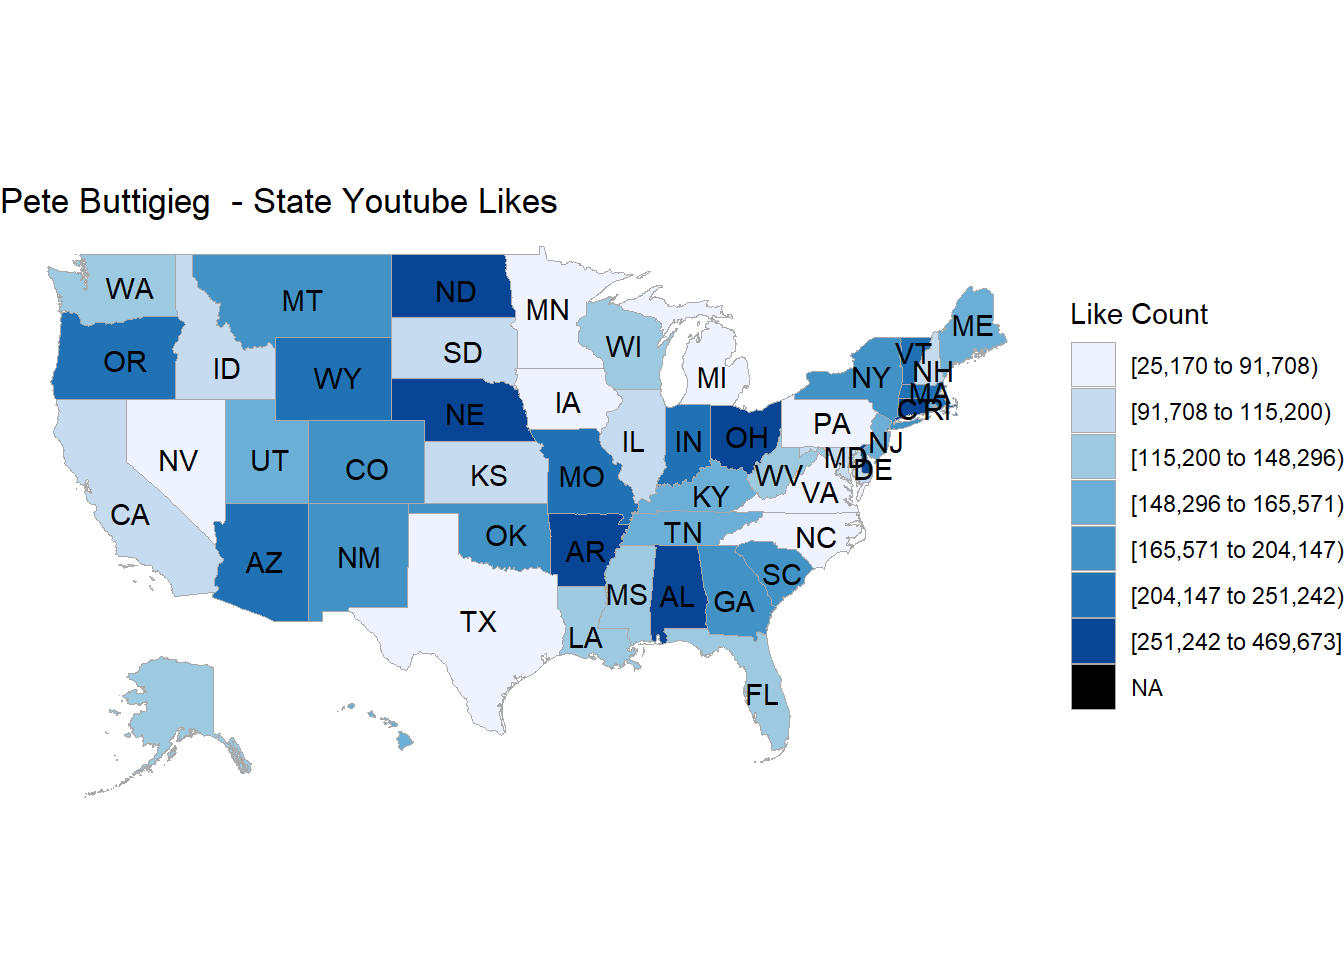 Pete Buttigieg  - State Youtube Likes
WA
MT
ND
MN
OR
ID
WY
SD
WI
MI
ME
VT
NH
NY
MA
C
RI
NE
IA
PA
NV
UT
CO
KS
IL
IN
OH
NJ
MD
DE
MO
WV
VA
KY
CA
AZ
NM
OK
AR
TN
NC
SC
TX
LA
MS
AL
GA
FL
Like Count
[25,170 to 91,708)
[91,708 to 115,200)
[115,200 to 148,296)
[148,296 to 165,571)
[165,571 to 204,147)
[204,147 to 251,242)
[251,242 to 469,673]
NA